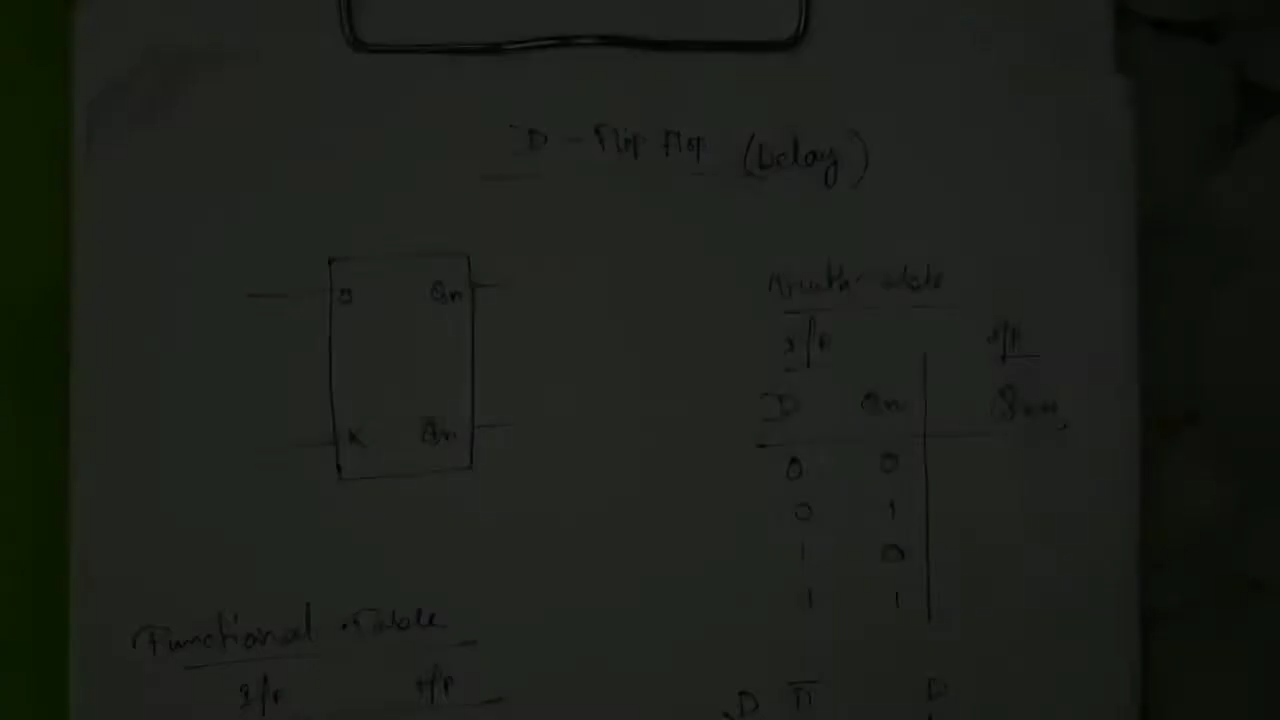 D - Flip Flop (Delay)
D Qn
K Q̅n
Truth table
I/P O/P
D Qn Qn+1
0 0
0 1
1 0
1 1
Functional Table
I/P O/P
D D̅ D